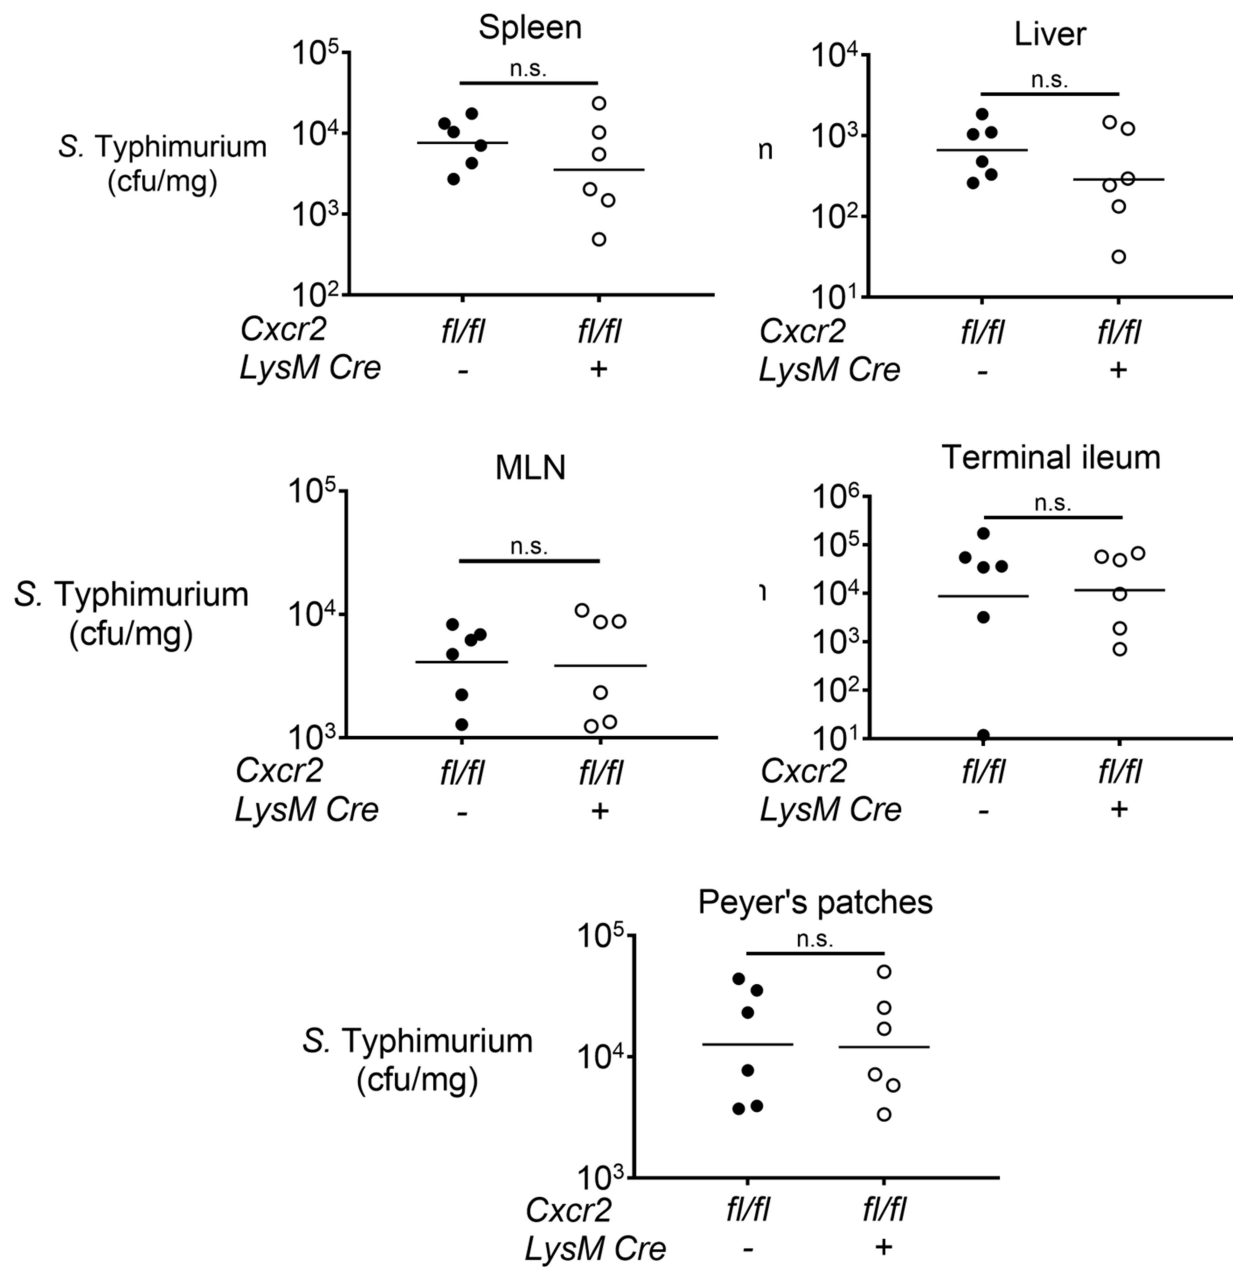 Spleen
10⁵
n.s.
10⁴
S. Typhimurium
(cfu/mg)
10³
10²
Cxcr2 fl/fl fl/fl
LysM Cre - +
Liver
10⁴
n.s.
10³
n
10²
10¹
Cxcr2 fl/fl fl/fl
LysM Cre - +
MLN
10⁵
n.s.
S. Typhimurium
10⁴
(cfu/mg)
10³
Cxcr2 fl/fl fl/fl
LysM Cre - +
Terminal ileum
10⁶
n.s.
10⁵
10⁴
10³
10²
10¹
Cxcr2 fl/fl fl/fl
LysM Cre - +
Peyer's patches
10⁵
n.s.
S. Typhimurium
10⁴
(cfu/mg)
10³
Cxcr2 fl/fl fl/fl
LysM Cre - +